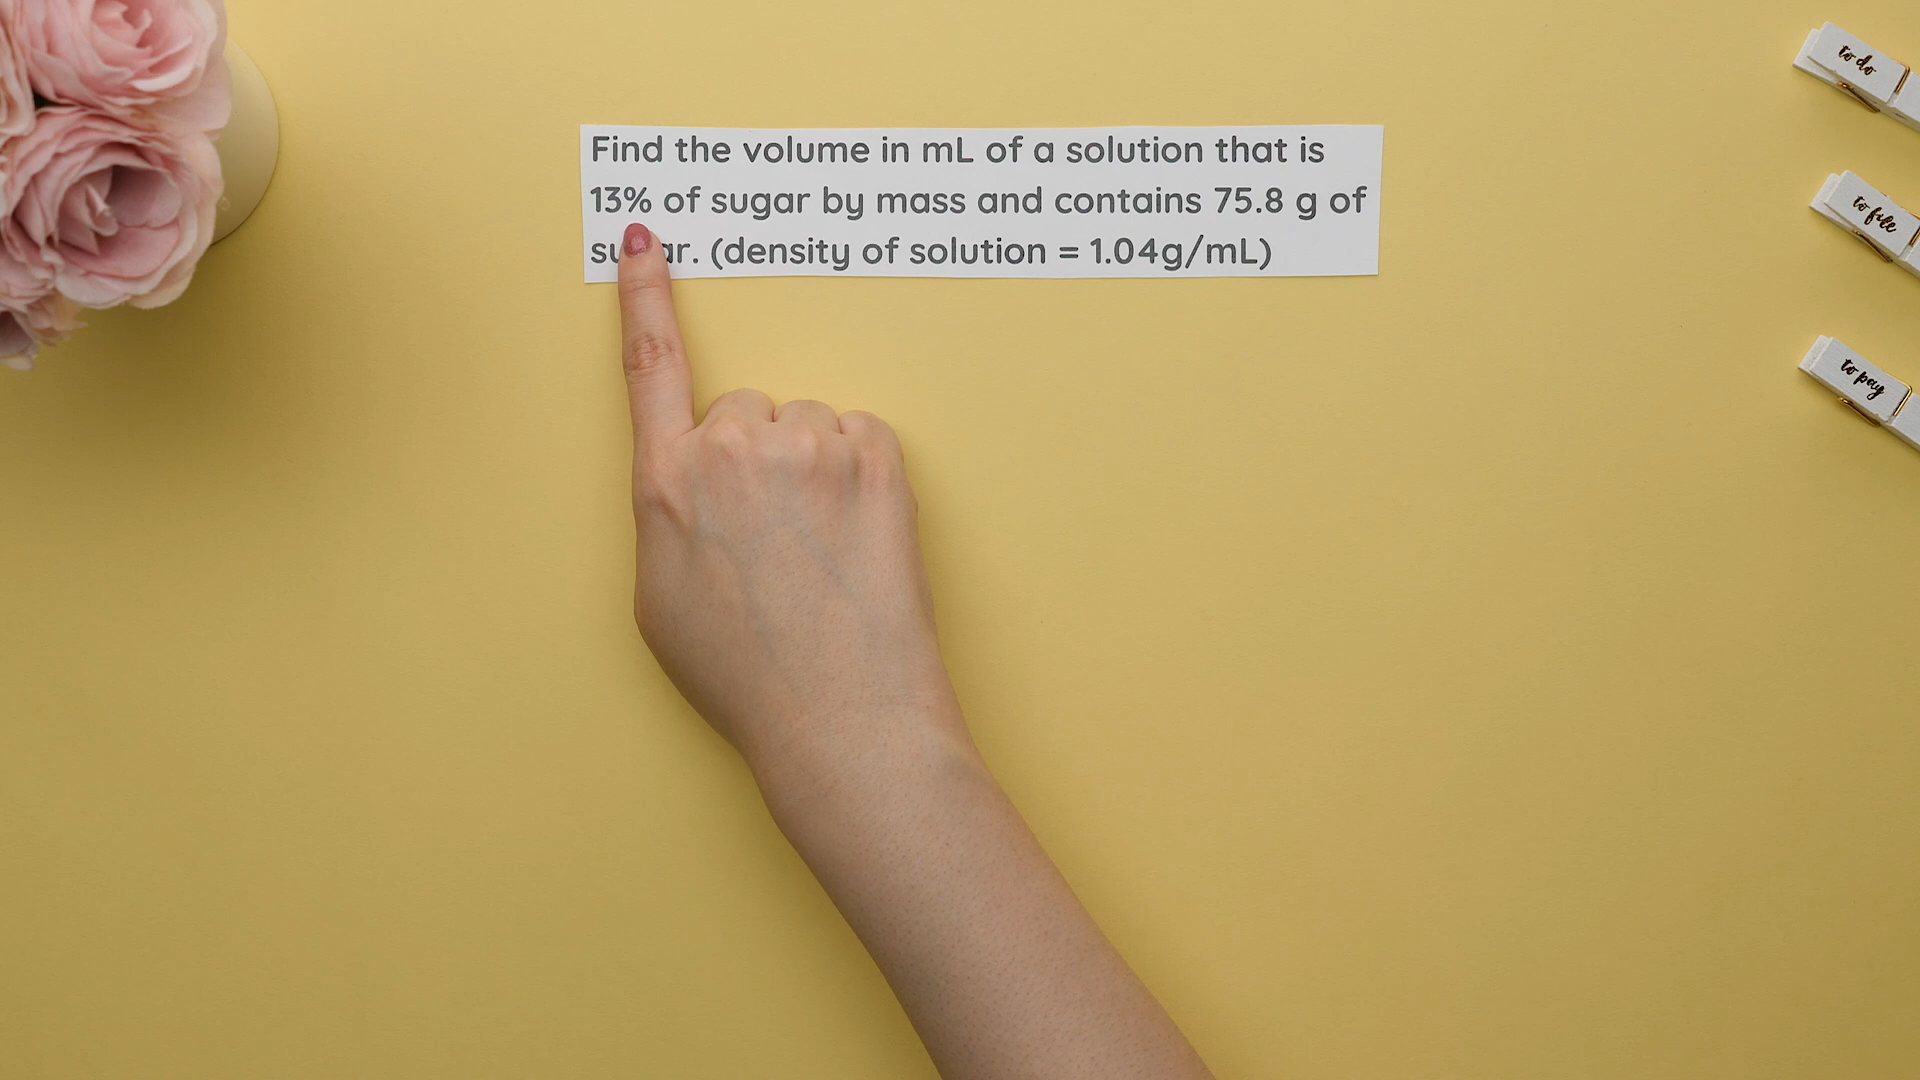 Find the volume in mL of a solution that is
13% of sugar by mass and contains 75.8 g of
(density of solution = 1.04g/mL)
to do
to file
to pay